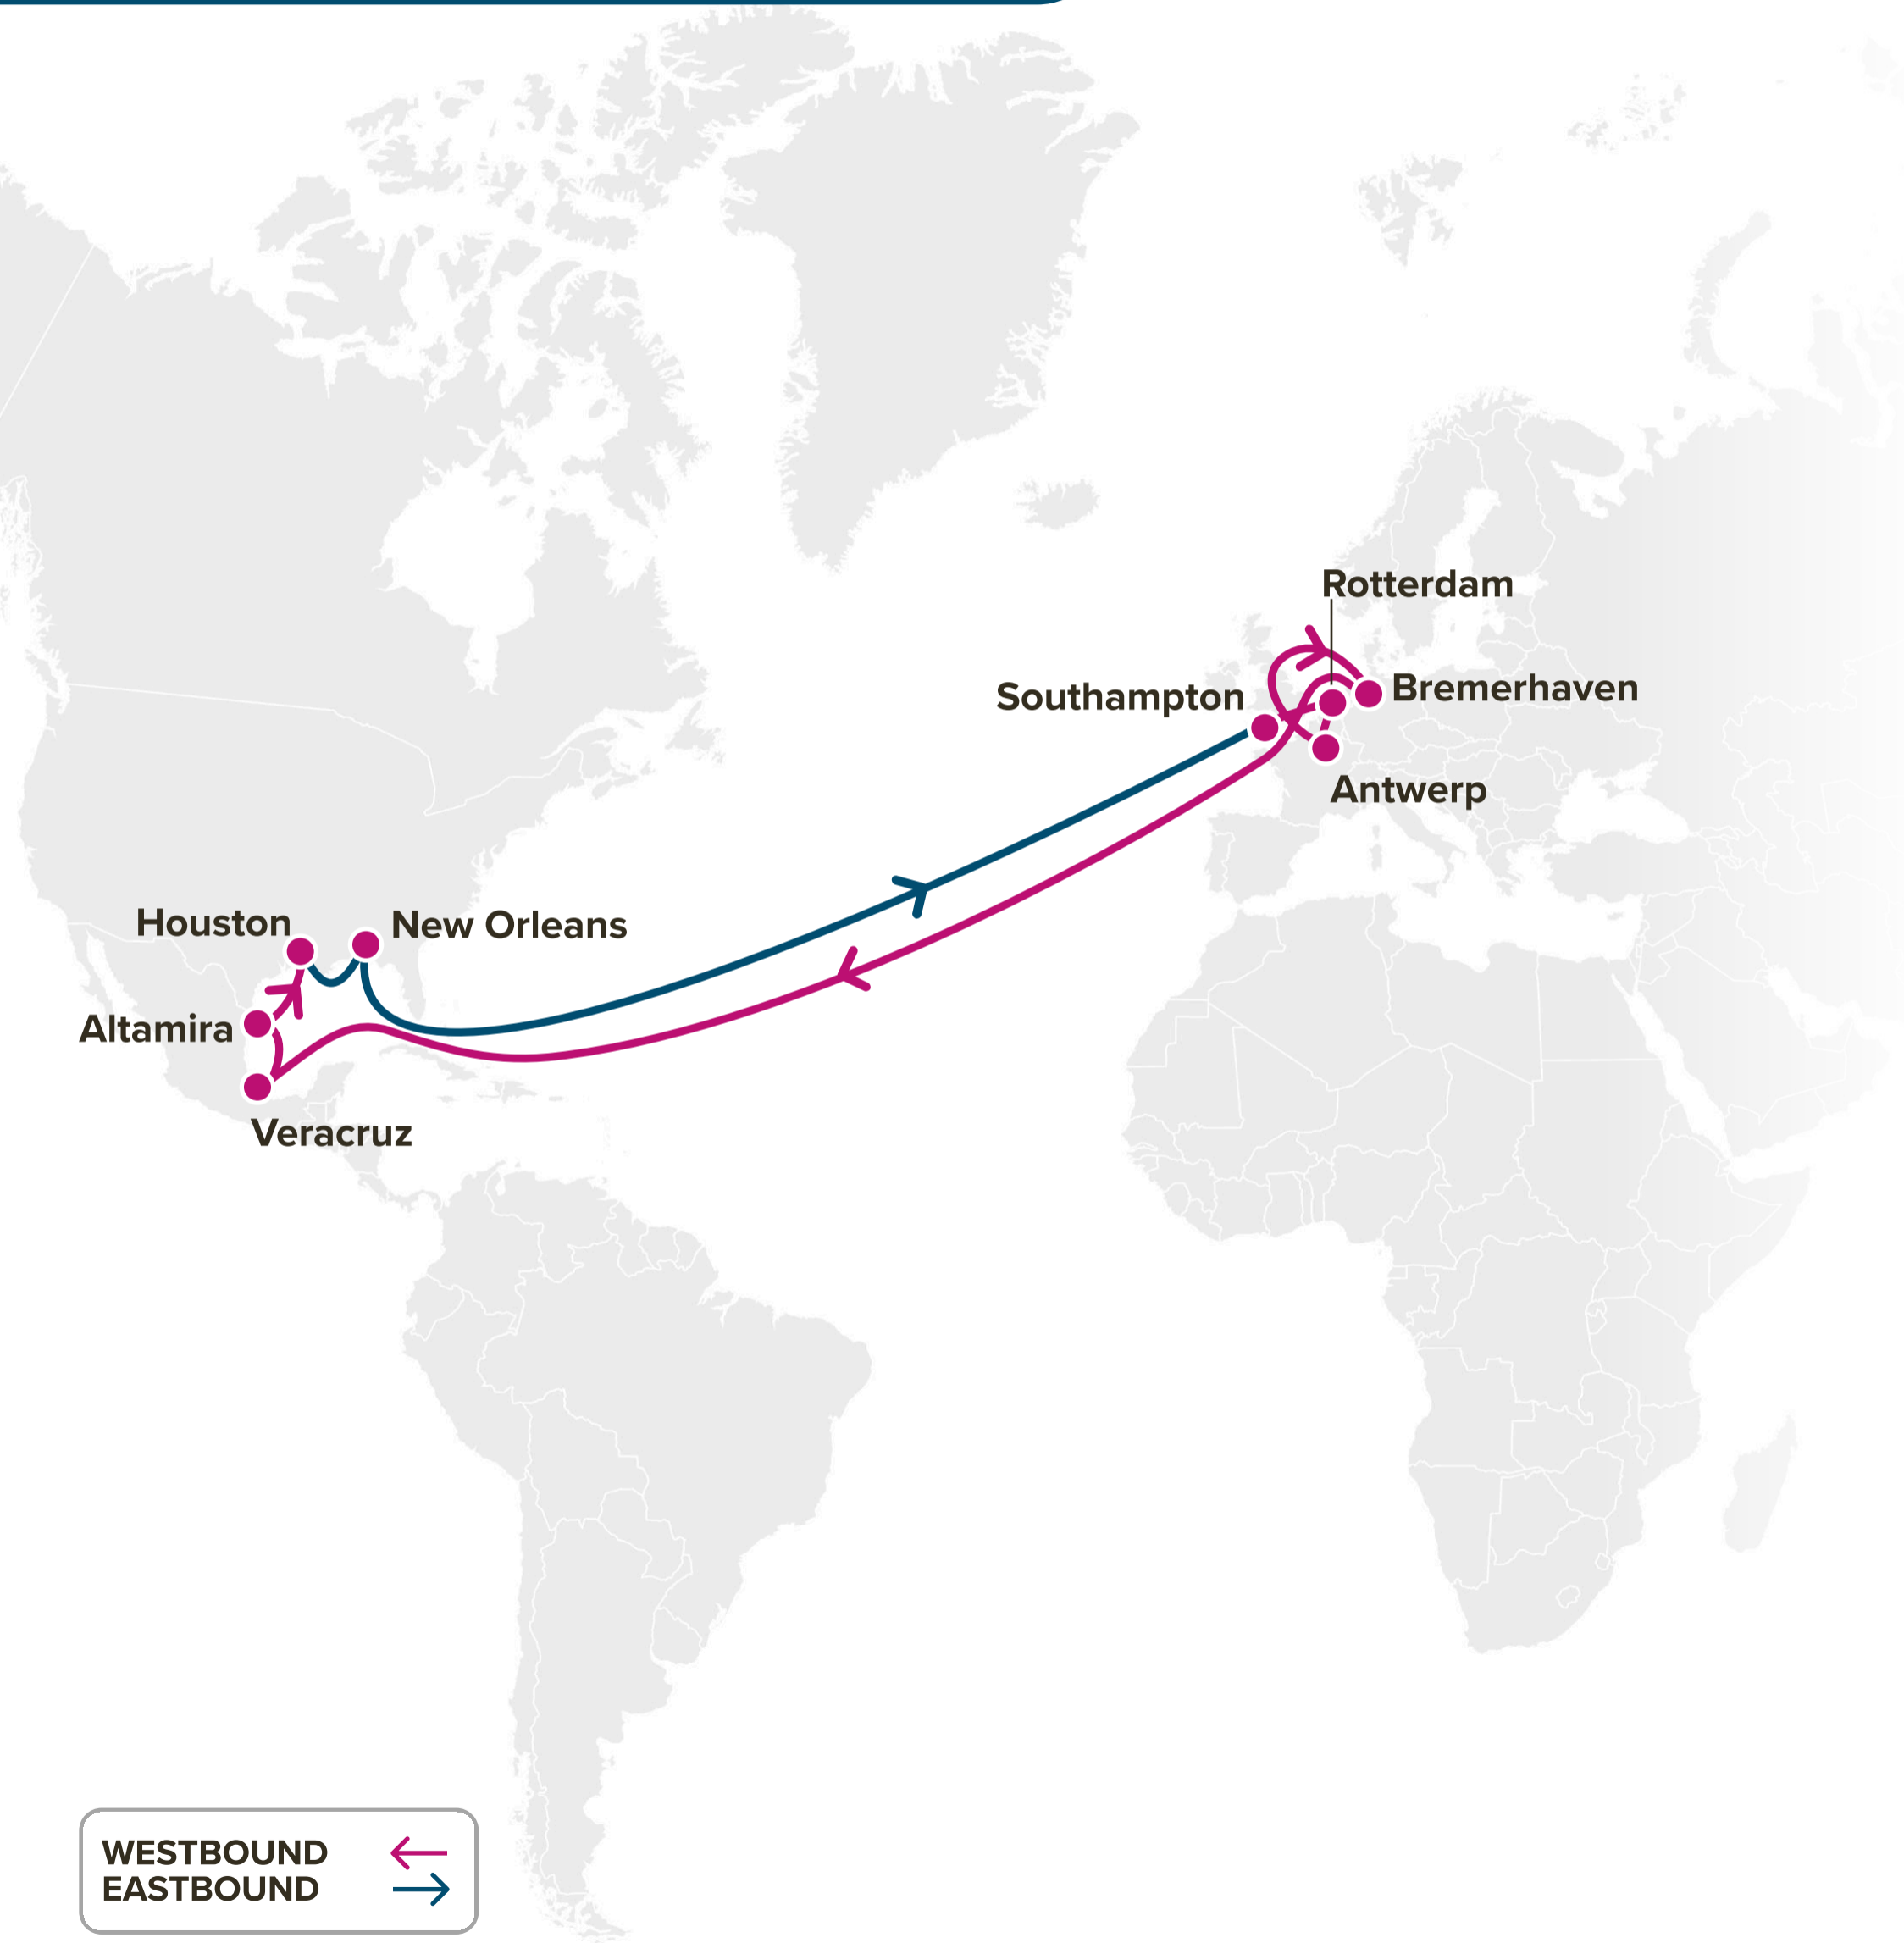 Rotterdam
Southampton
Bremerhaven
Antwerp
Houston
New Orleans
Altamira
Veracruz
WESTBOUND
EASTBOUND